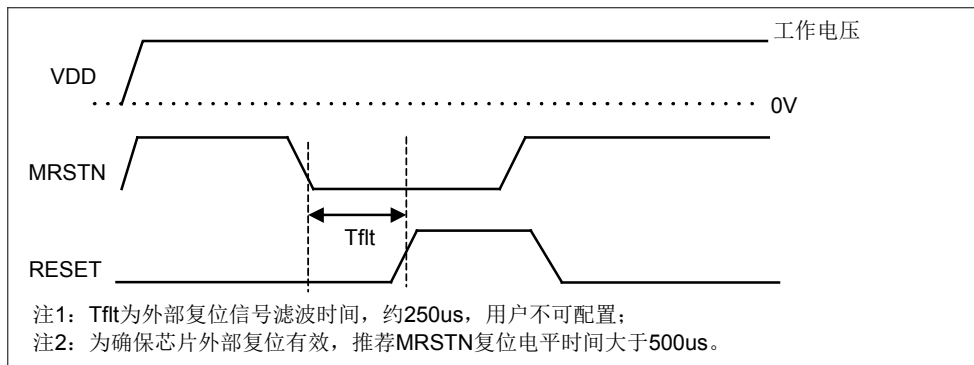 工作电压
VDD
0V
MRSTN
Tflt
RESET
注1：Tflt为外部复位信号滤波时间，约250us，用户不可配置；
注2：为确保芯片外部复位有效，推荐MRSTN复位电平时间大于500us。